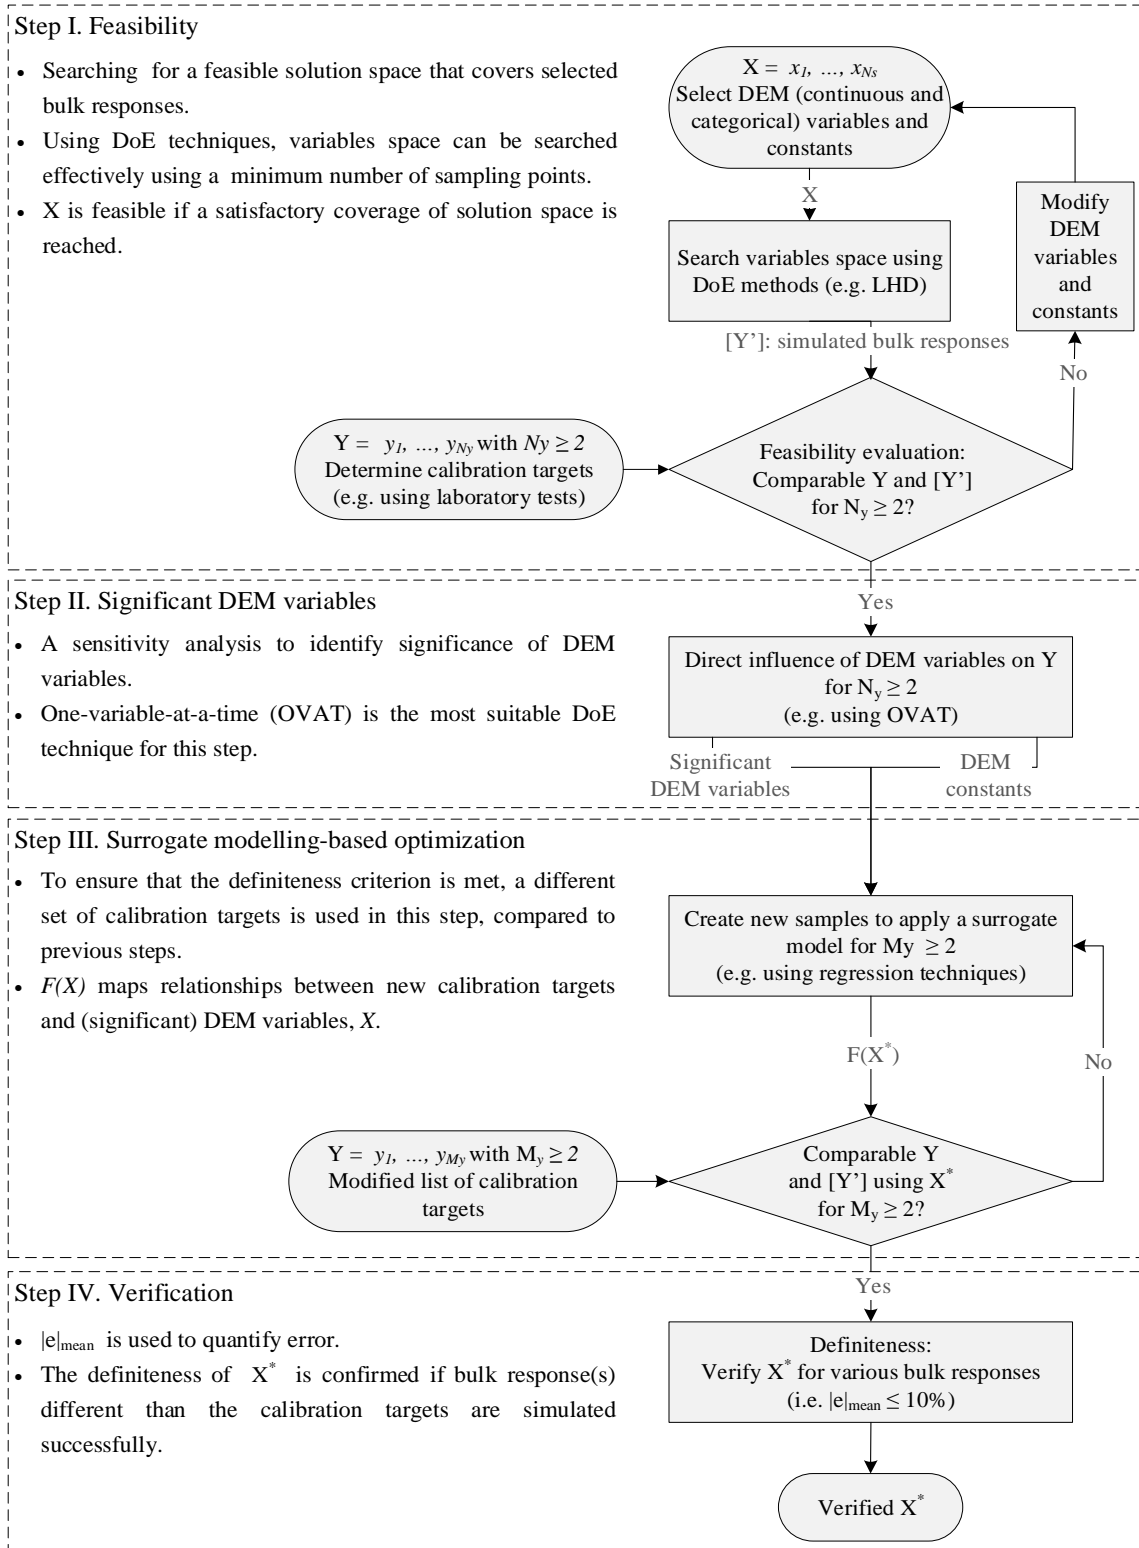 Step I. Feasibility
• Searching for a feasible solution space that covers selected
bulk responses.
• Using DoE techniques, variables space can be searched
effectively using a minimum number of sampling points.
• X is feasible if a satisfactory coverage of solution space is
reached.
X = x1, ..., xNs
Select DEM (continuous and
categorical) variables and
constants
X
Search variables space using
DoE methods (e.g. LHD)
[Y’]: simulated bulk responses
Modify
DEM
variables
and
constants
No
Y = y1, ..., yNy with Ny ≥ 2
Determine calibration targets
(e.g. using laboratory tests)
Feasibility evaluation:
Comparable Y and [Y’]
for Ny ≥ 2?
Yes
Step II. Significant DEM variables
• A sensitivity analysis to identify significance of DEM
variables.
• One-variable-at-a-time (OVAT) is the most suitable DoE
technique for this step.
Direct influence of DEM variables on Y
for Ny ≥ 2
(e.g. using OVAT)
Significant
DEM variables
DEM
constants
Step III. Surrogate modelling-based optimization
• To ensure that the definiteness criterion is met, a different
set of calibration targets is used in this step, compared to
previous steps.
• F(X) maps relationships between new calibration targets
and (significant) DEM variables, X.
Create new samples to apply a surrogate
model for My ≥ 2
(e.g. using regression techniques)
F(X*)
No
Y = y1, ..., yMy with My ≥ 2
Modified list of calibration
targets
Comparable Y
and [Y’] using X*
for My ≥ 2?
Yes
Step IV. Verification
• |e|mean is used to quantify error.
• The definiteness of X* is confirmed if bulk response(s)
different than the calibration targets are simulated
successfully.
Definiteness:
Verify X* for various bulk responses
(i.e. |e|mean ≤ 10%)
Verified X*